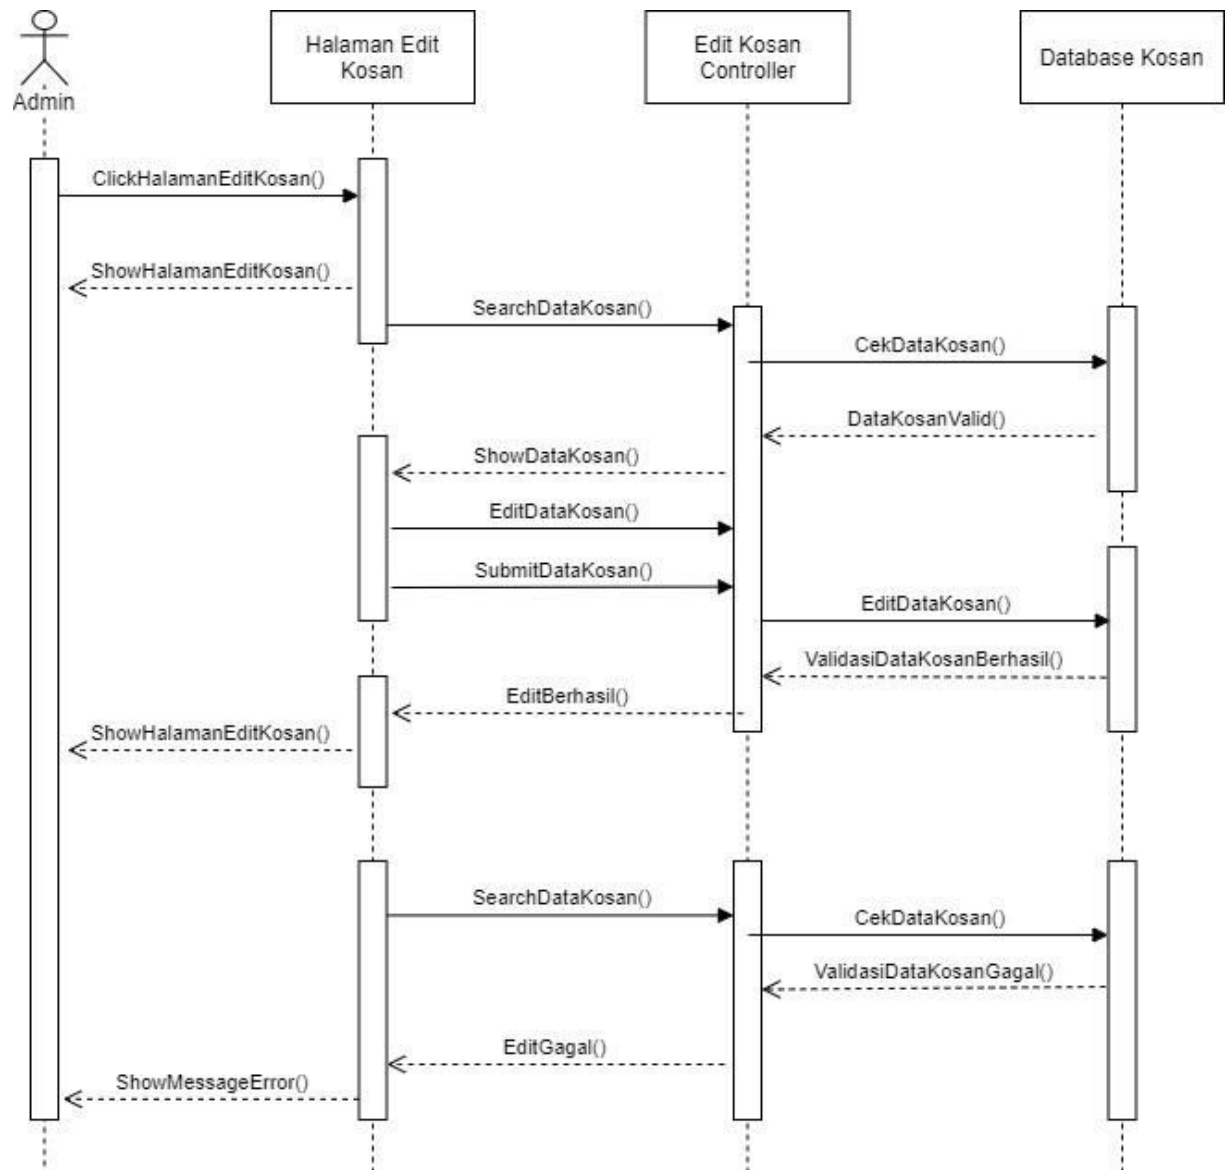 Admin
Halaman Edit
Kosan
Edit Kosan
Controller
Database Kosan
ClickHalamanEditKosan()
ShowHalamanEditKosan()
SearchDataKosan()
CekDataKosan()
DataKosanValid()
ShowDataKosan()
EditDataKosan()
SubmitDataKosan()
EditDataKosan()
ValidasiDataKosanBerhasil()
EditBerhasil()
ShowHalamanEditKosan()
SearchDataKosan()
CekDataKosan()
ValidasiDataKosanGagal()
EditGagal()
ShowMessageError()